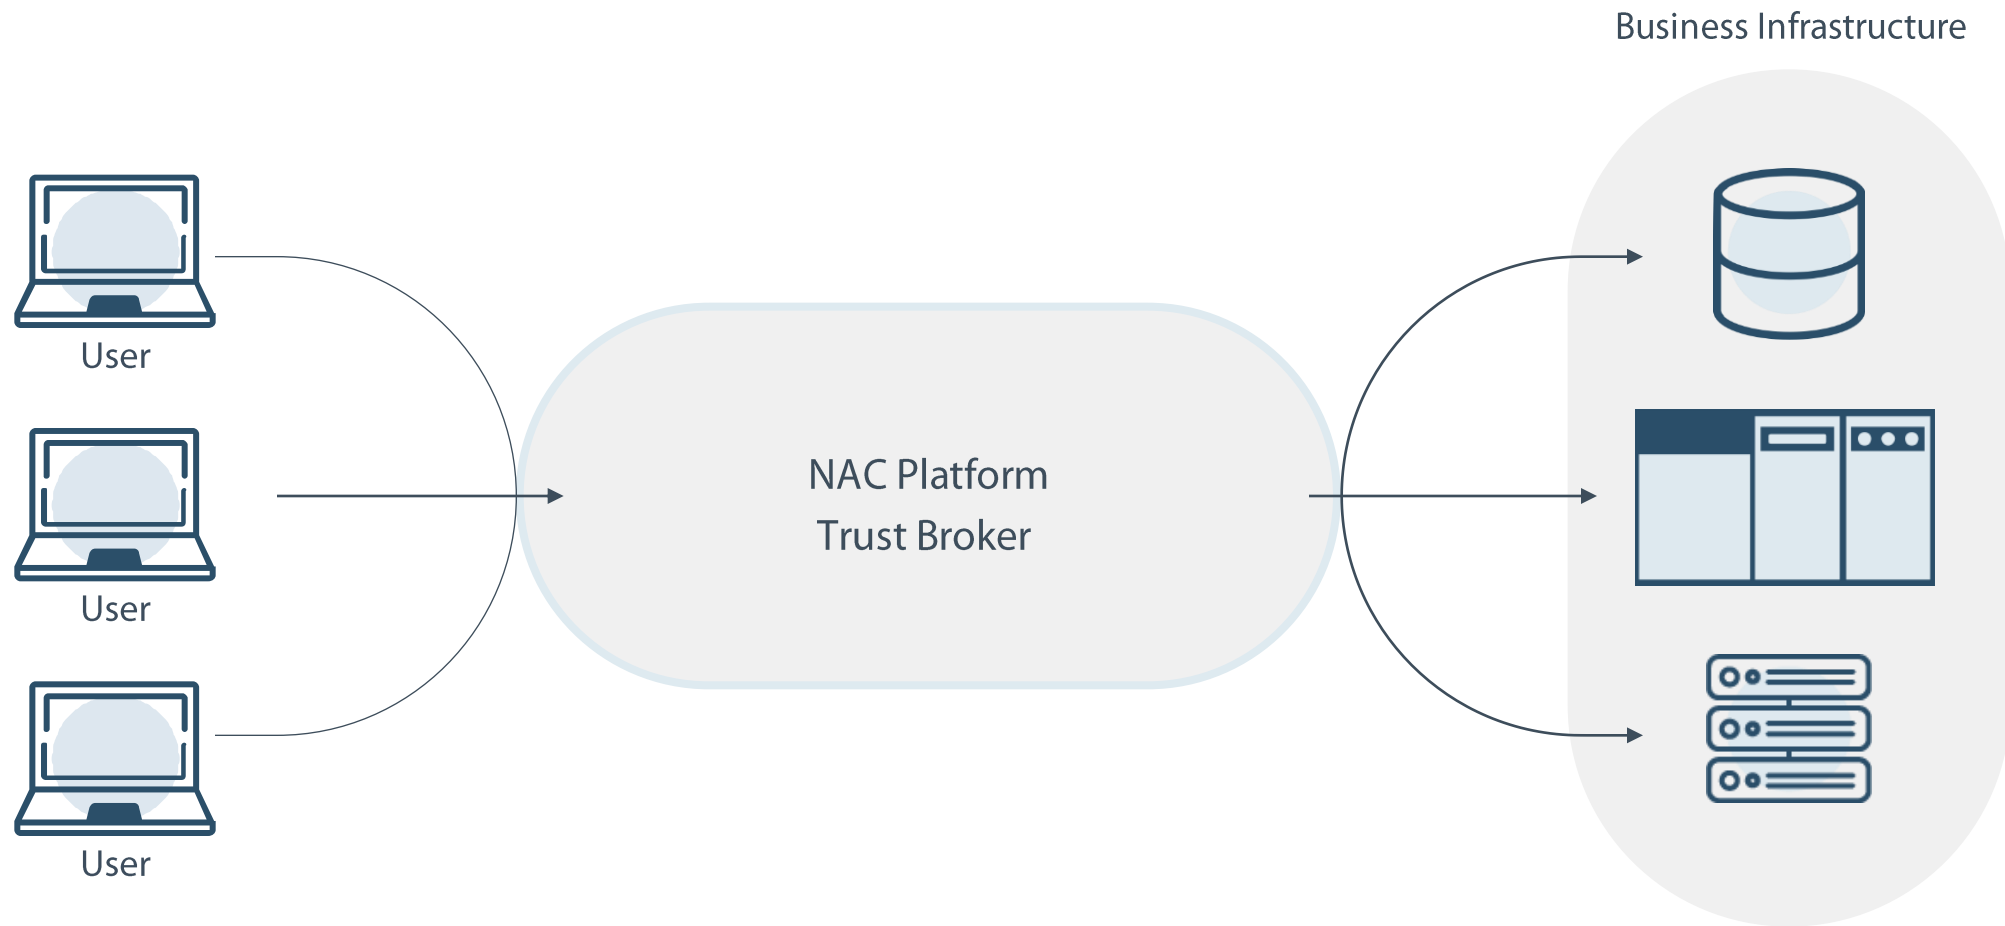 Business Infrastructure
User
NAC Platform
Trust Broker
User
User